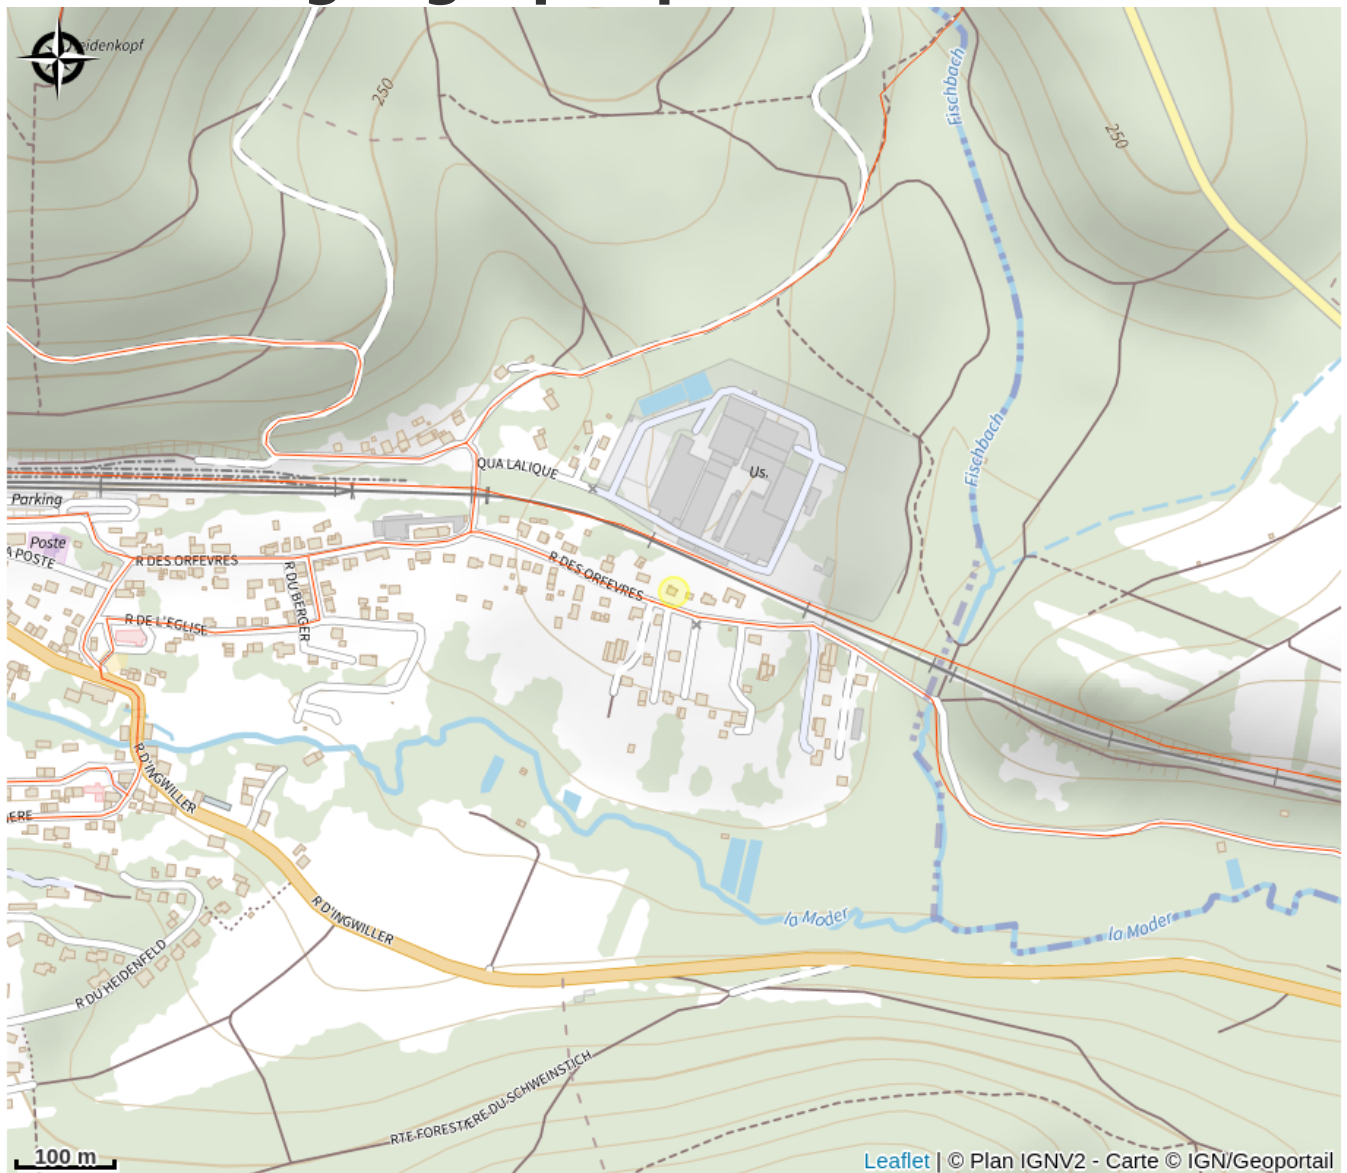 eidenkopf
250
Fischbach
250
Fischbach
QUA LALIQUE
Us.
Parking
Poste
A POSTE
R DES ORFEVRES
R DU BERGER
R DES ORFEVRES
R DE L'EGLISE
R D'INGWILLER
IERE
R D'INGWILLER
la Moder
la Moder
R DU HEIDENFELD
RTE FORESTIERE DU SCHWEINSTICH
100 m
Leaflet | © Plan IGNV2 - Carte © IGN/Geoportail